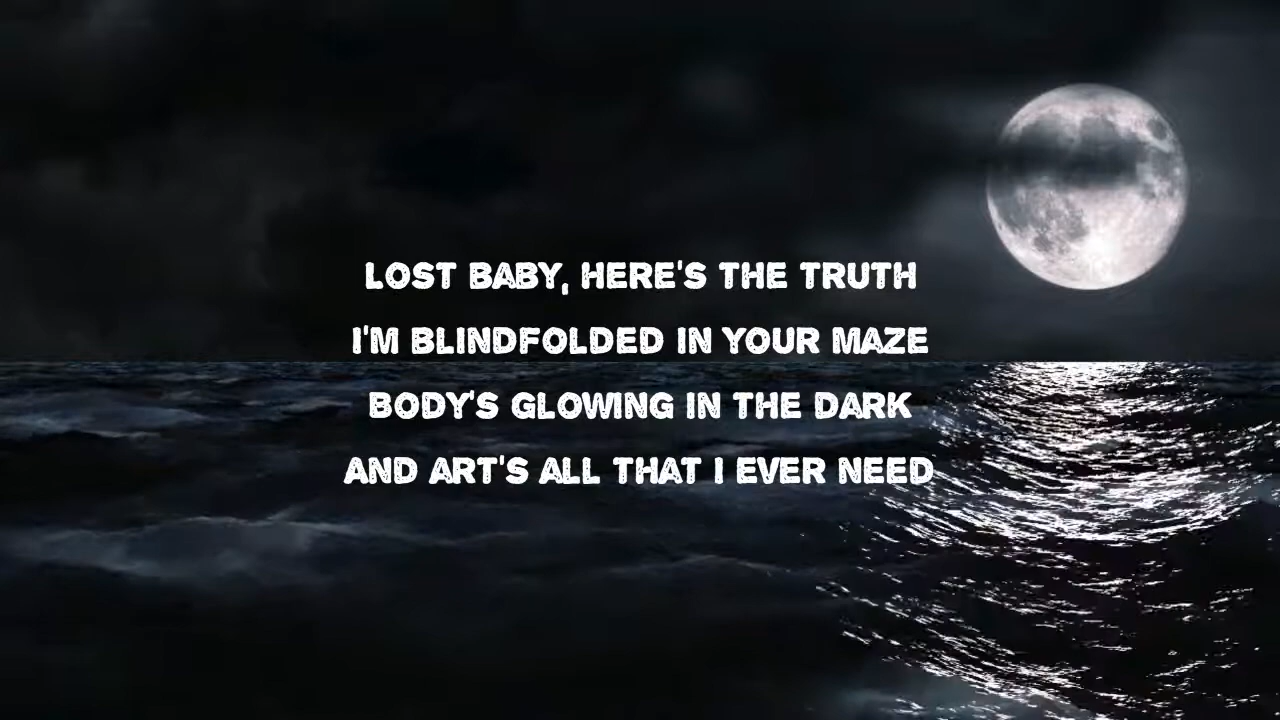 LOST BABY, HERE'S THE TRUTH
I'M BLINDFOLDED IN YOUR MAZE
BODY'S GLOWING IN THE DARK
AND ART'S ALL THAT I EVER NEED